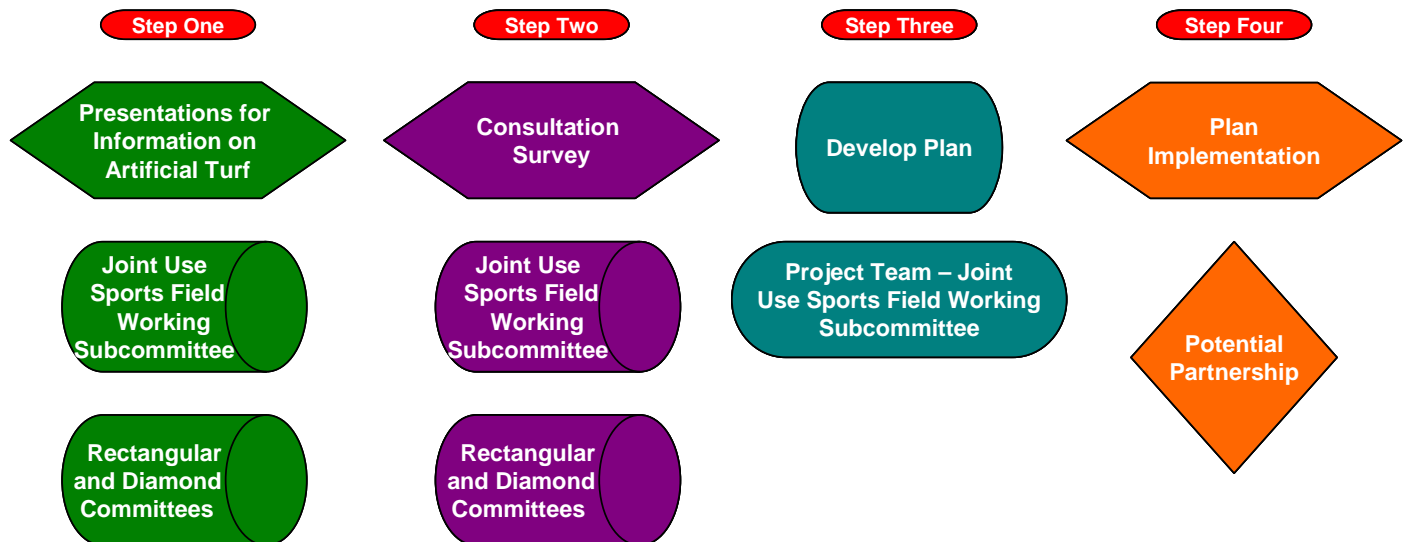 Step One
Presentations for
Information on
Artificial Turf
Joint Use
Sports Field
Working
Subcommittee
Rectangular
and Diamond
Committees
Step Two
Consultation
Survey
Joint Use
Sports Field
Working
Subcommittee
Rectangular
and Diamond
Committees
Step Three
Develop Plan
Project Team – Joint
Use Sports Field Working
Subcommittee
Step Four
Plan
Implementation
Potential
Partnership